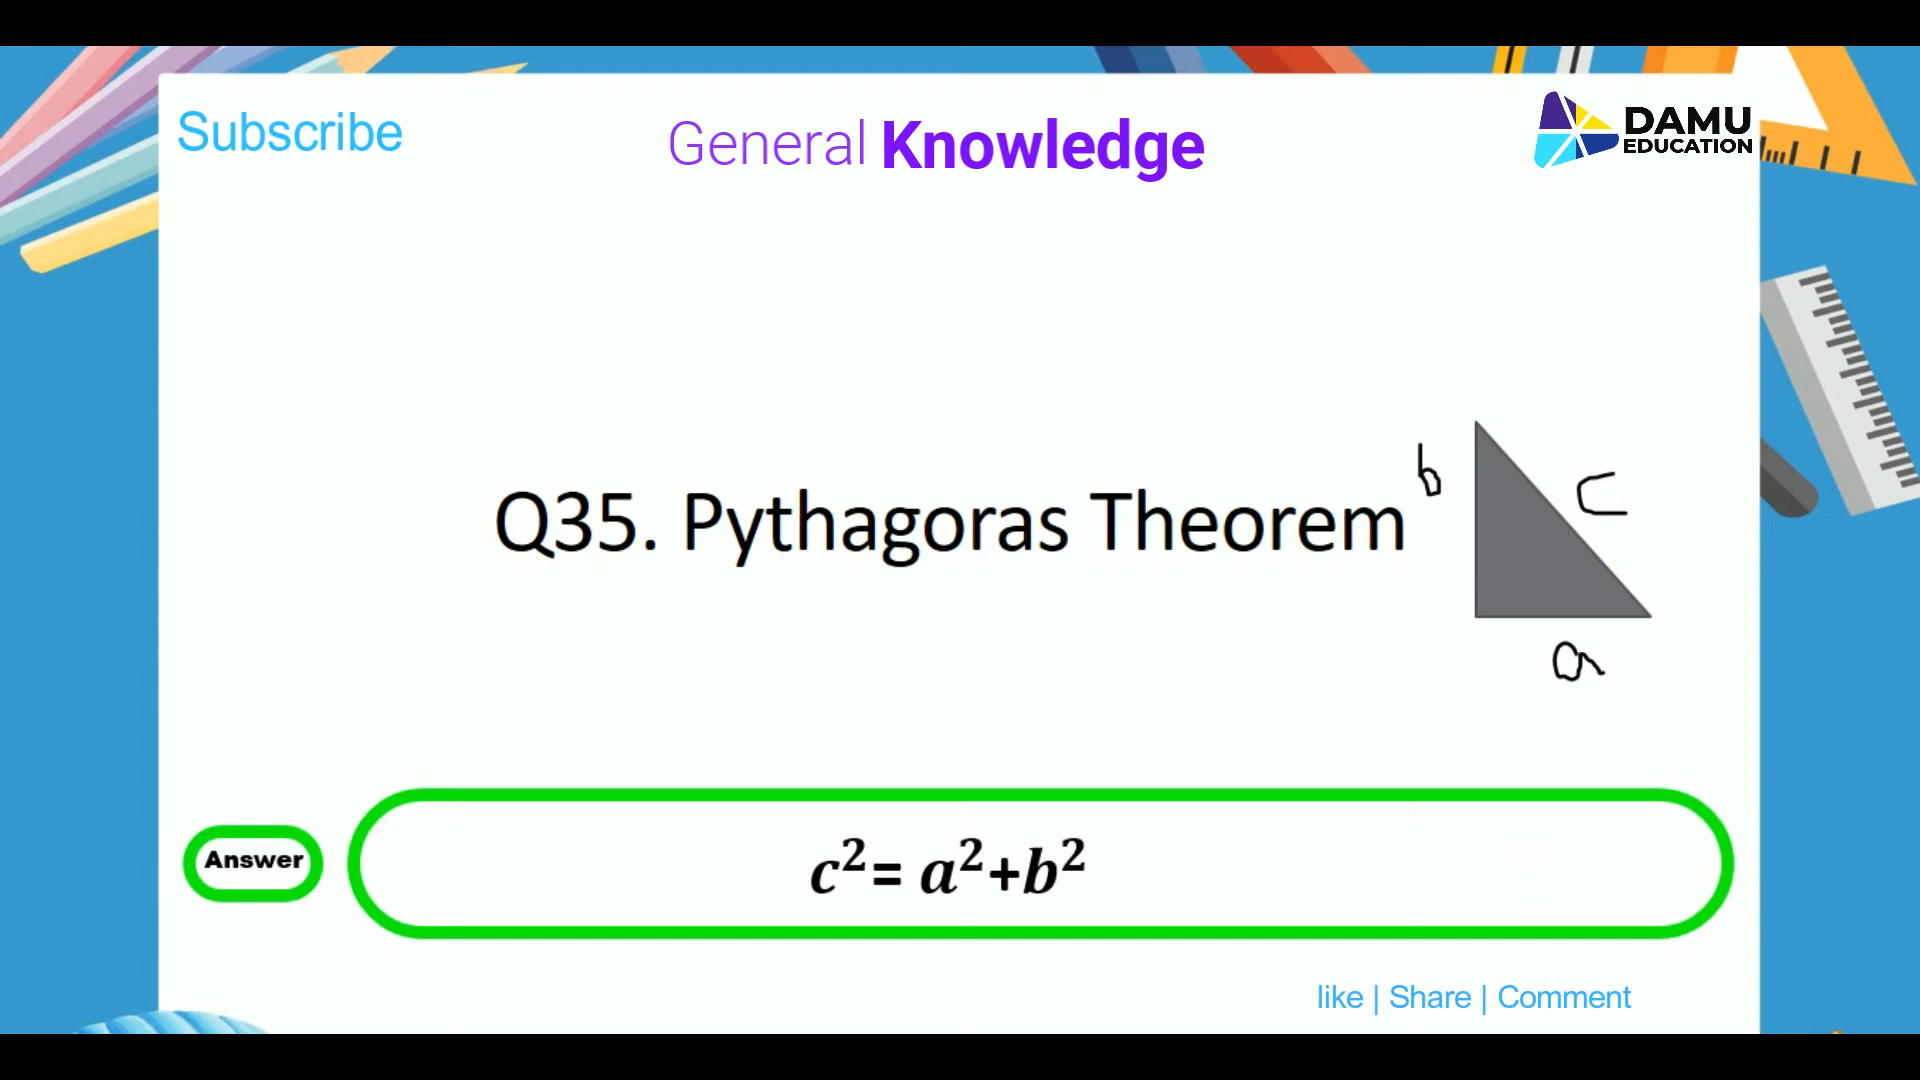 Subscribe
General Knowledge
DAMU
EDUCATION
Q35. Pythagoras Theorem
b
c
a
Answer
c²= a²+b²
like | Share | Comment